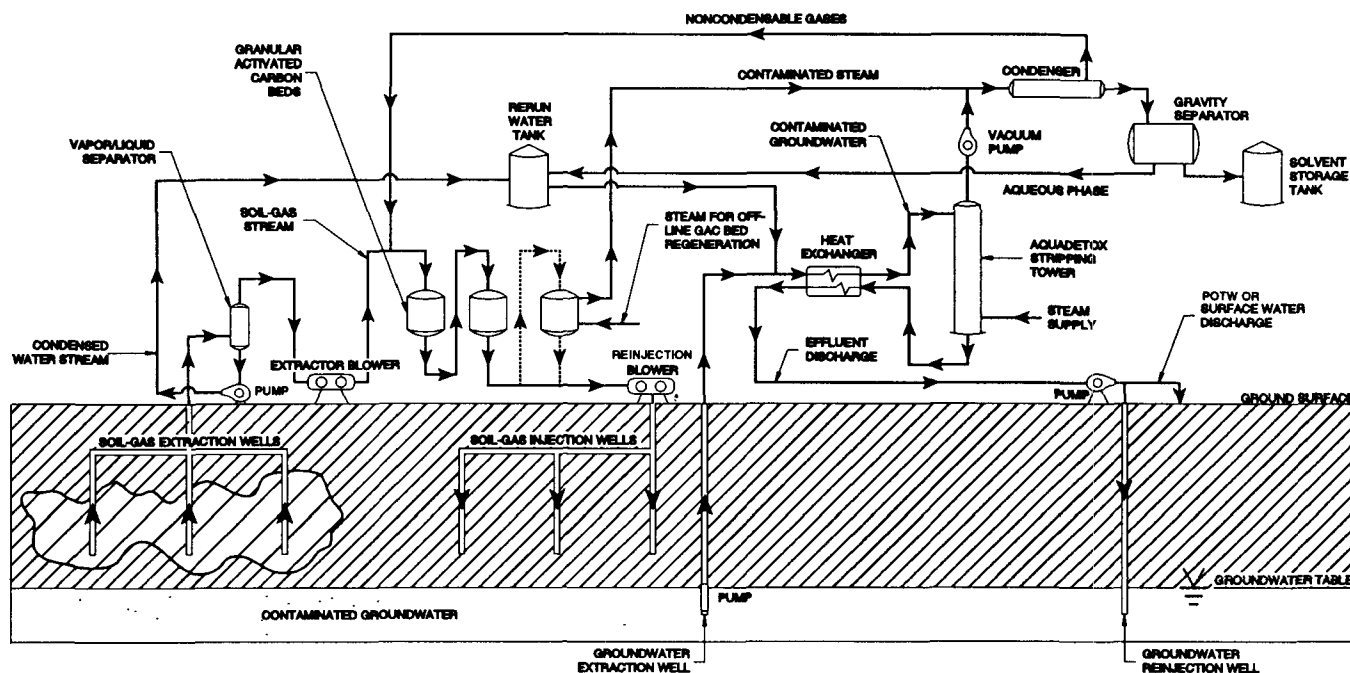 NONCONDENSABLE GASES
GRANULAR
ACTIVATED
CARBON
BEDS
CONTAMINATED STEAM
CONDENSER
GRAVITY
SEPARATOR
RERUN
WATER
TANK
CONTAMINATED
GROUNDWATER
VACUUM
PUMP
VAPOR/LIQUID
SEPARATOR
SOLVENT
STORAGE
TANK
AQUEOUS PHASE
SOIL-GAS
STREAM
STEAM FOR OFF-
LINE GAC BED
REGENERATION
HEAT
EXCHANGER
AQUADETOX
STRIPPING
TOWER
POTW OR
SURFACE WATER
DISCHARGE
STEAM
SUPPLY
CONDENSED
WATER STREAM
EXTRACTOR BLOWER
REINJECTION
BLOWER
EFFLUENT
DISCHARGE
PUMP
PUMP
GROUND SURFACE
SOIL-GAS EXTRACTION WELLS
SOIL-GAS INJECTION WELLS
GROUNDWATER TABLE
PUMP
CONTAMINATED GROUNDWATER
GROUNDWATER
EXTRACTION WELL
GROUNDWATER
REINJECTION WELL